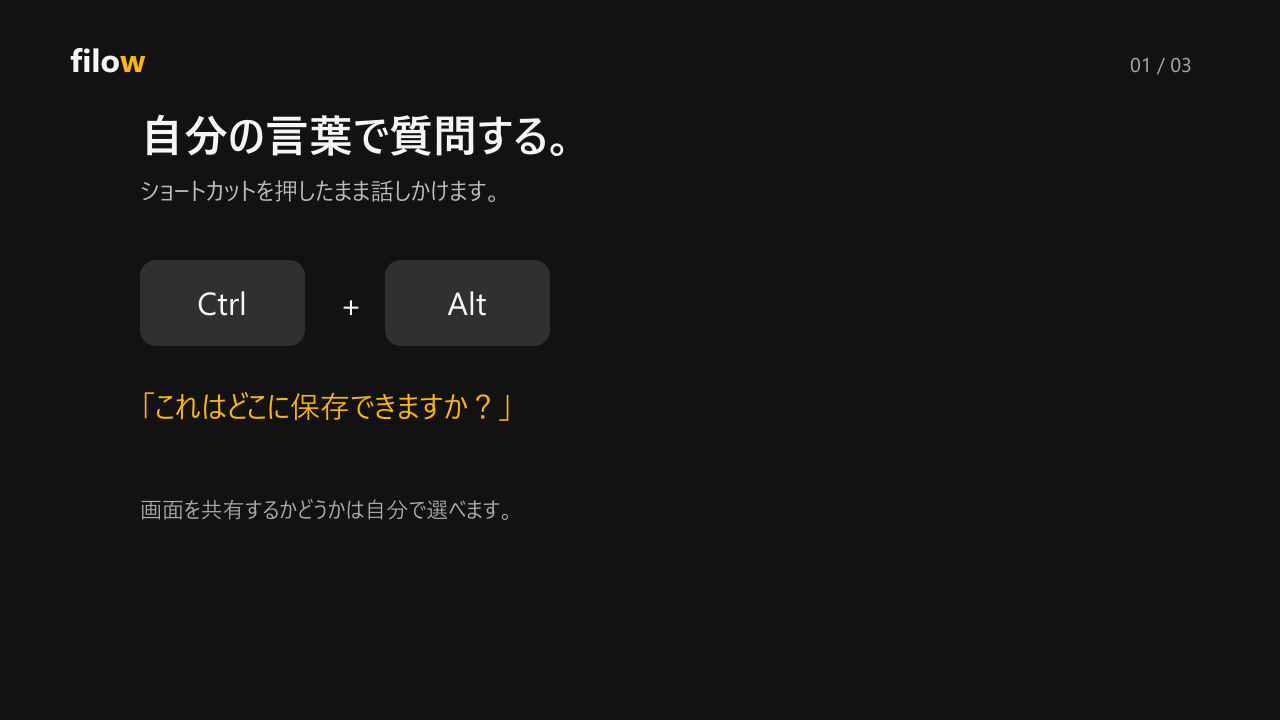 filow
01 / 03
自分の言葉で質問する。
ショートカットを押したまま話しかけます。
Ctrl + Alt
「これはどこに保存できますか？」
画面を共有するかどうかは自分で選べます。